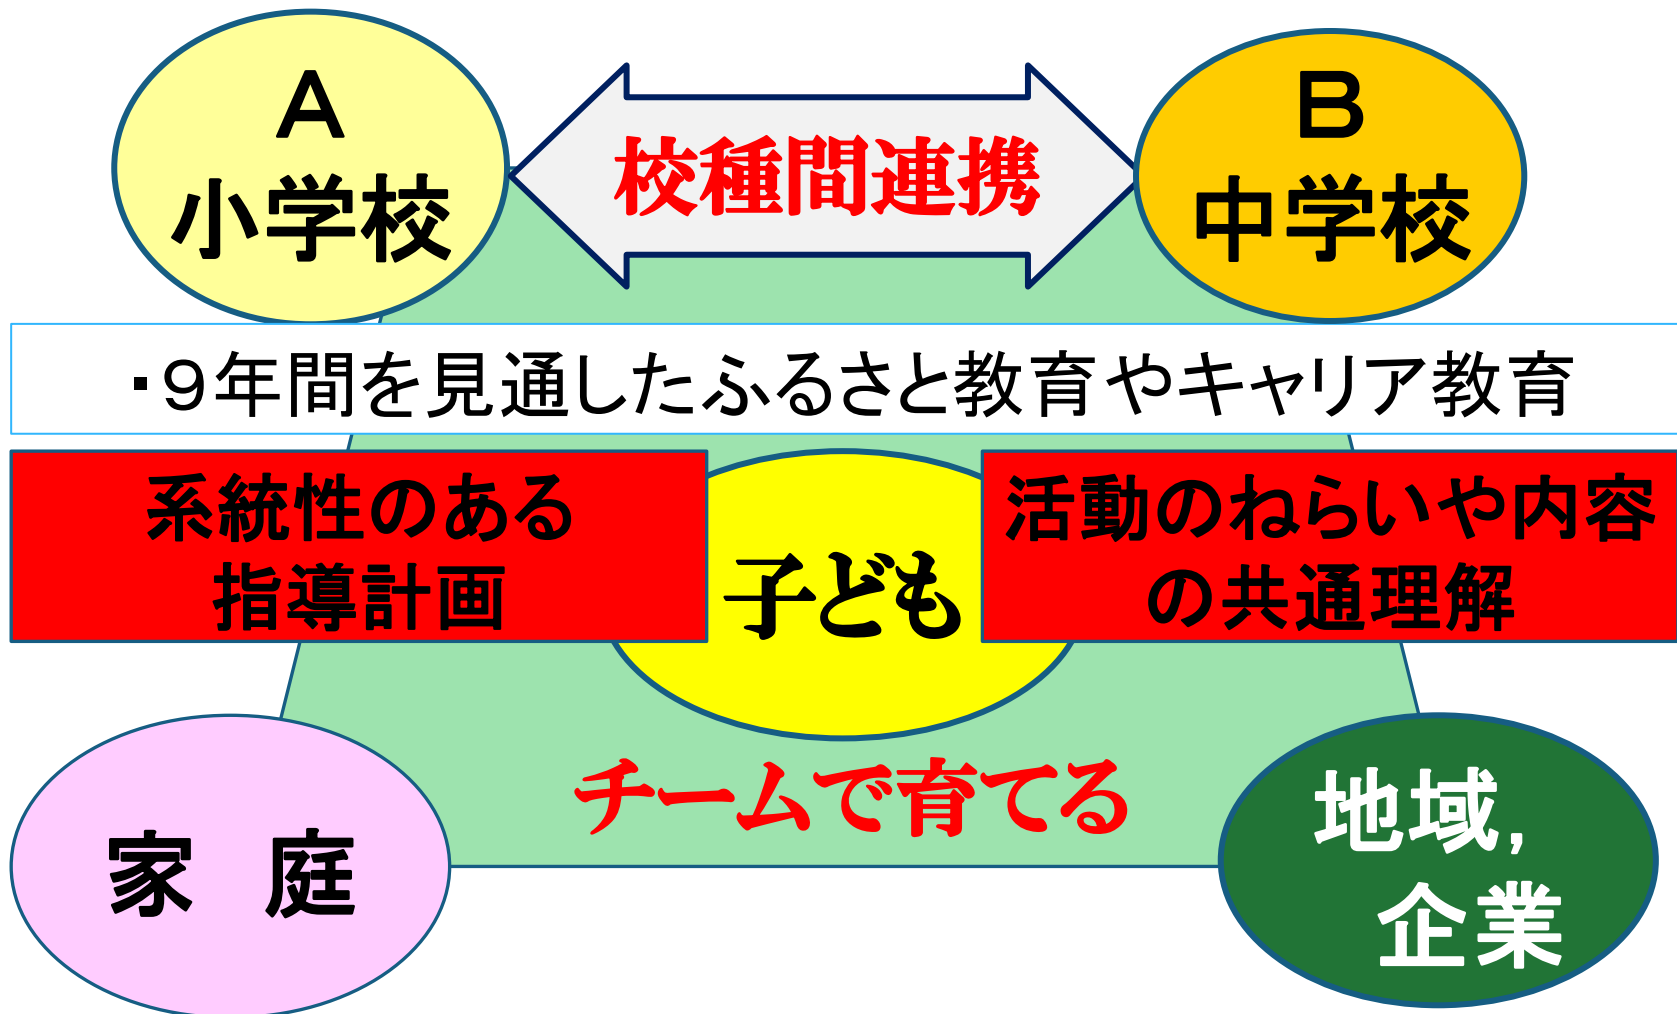 A
小学校
校種間連携
B
中学校
・９年間を見通したふるさと教育やキャリア教育
系統性のある
指導計画
子ども
活動のねらいや内容
の共通理解
チームで育てる
家　庭
地域，
企業